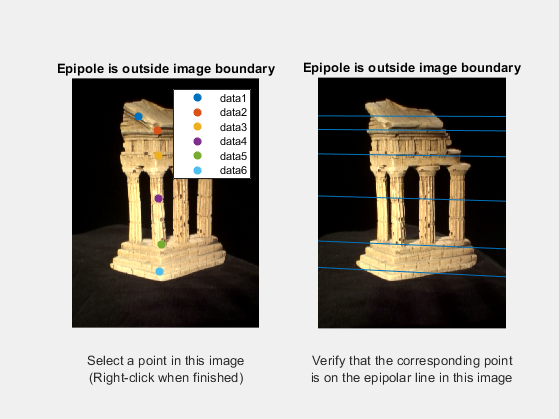 Epipole is outside image boundary
data1
data2
data3
data4
data5
data6
Select a point in this image
(Right-click when finished)
Epipole is outside image boundary
Verify that the corresponding point
is on the epipolar line in this image